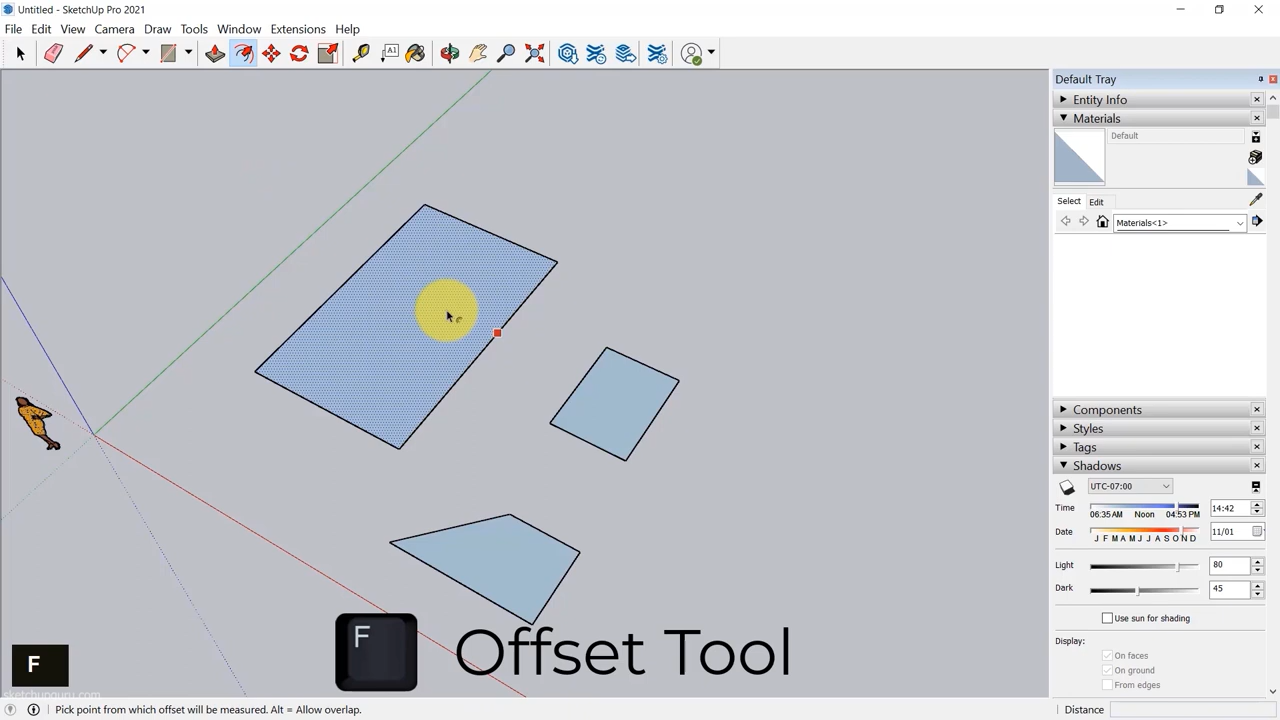 Untitled - SketchUp Pro 2021
File Edit View Camera Draw Tools Window Help Extensions
Default Tray
Entity Info
Materials
Default
Select Edit
Materials<1>
Components
Styles
Tags
Shadows
UTC-07:00
Time 06:35 AM Noon 04:53 PM 14:42
Date J F M A M J J A S O N D 11/01
Light 80
Dark 45
Use sun for shading
Display:
On faces
On ground
From edges
F Offset Tool
F
sketchupguru.com
Pick point from which offset will be measured. Alt = Allow overlap.
Distance